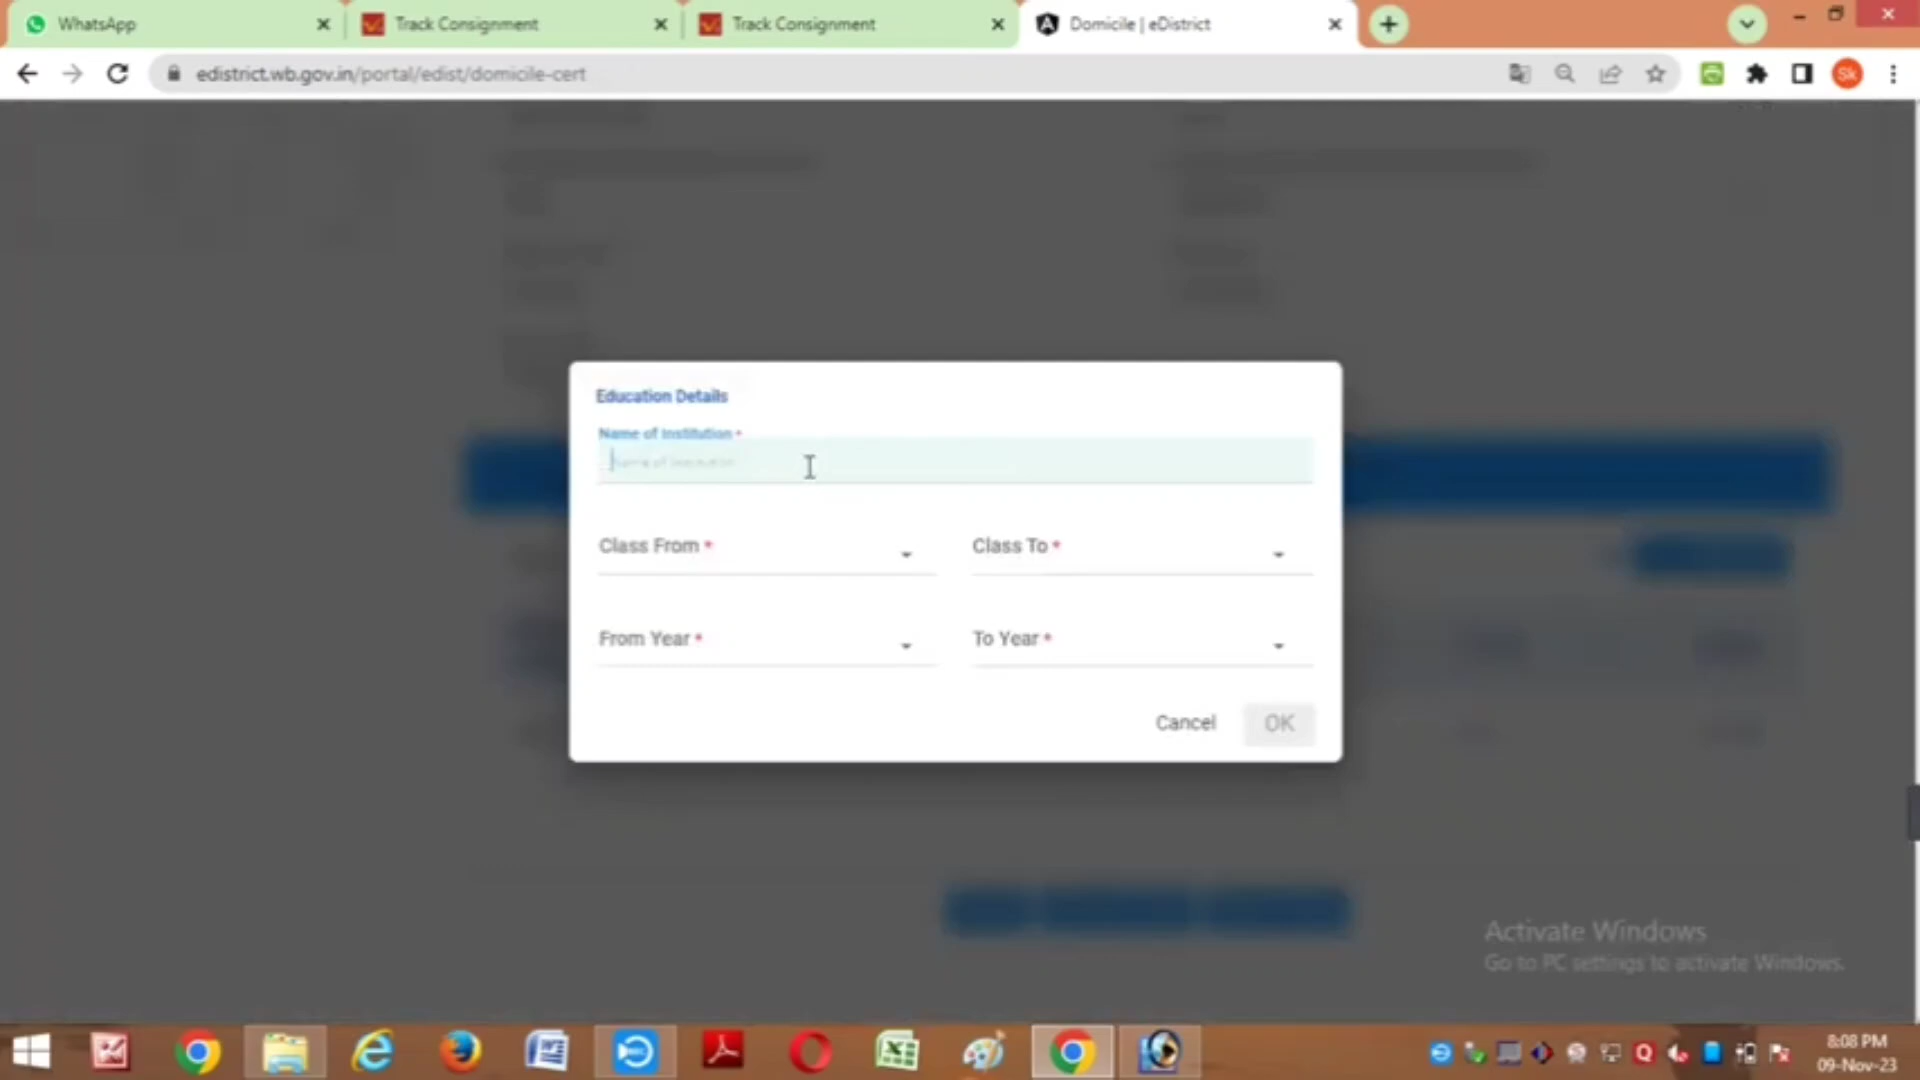 WhatsApp
Track Consignment
Track Consignment
Domicile | eDistrict
edistrict.wb.gov.in/portal/edist/domicile-cert
Sk
Education Details
Name of Institution *
Name of Institution
Class From *
Class To *
From Year *
To Year *
Cancel
OK
Activate Windows
Go to PC settings to activate Windows.
8:08 PM
09-Nov-23